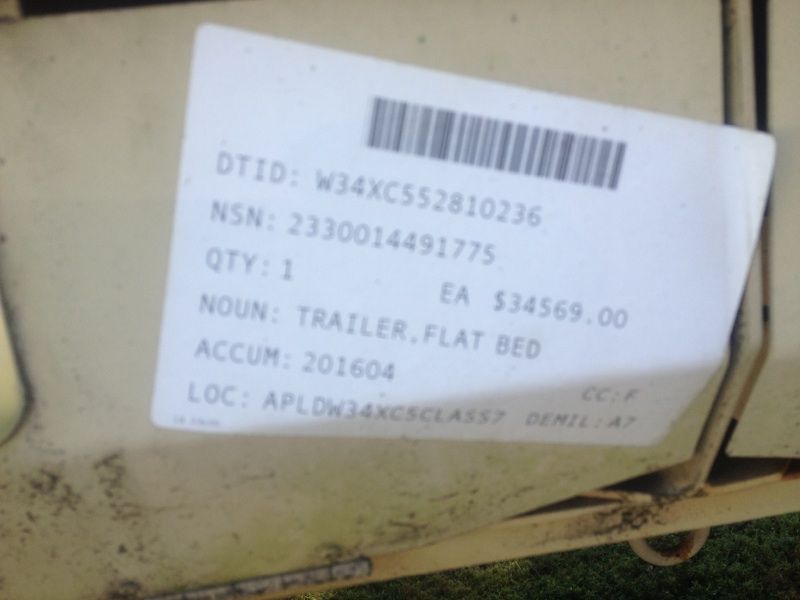 DTID: W34XC552810236
NSN: 2330014491775
QTY: 1 EA $34569.00
NOUN: TRAILER,FLAT BED
ACCUM: 201604
CC: F
LOC: APLDW34XC5CLASS7 DEMIL: A7